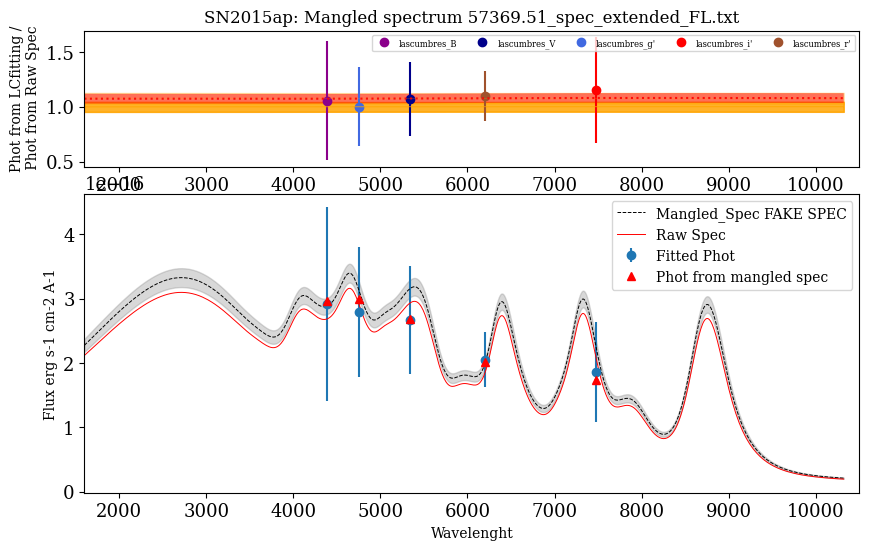 SN2015ap: Mangled spectrum 57369.51_spec_extended_FL.txt
Phot from LCfitting /
Phot from Raw Spec
1.5
1.0
0.5
lascumbres_B
lascumbres_V
lascumbres_g'
lascumbres_i'
lascumbres_r'
2000 3000 4000 5000 6000 7000 8000 9000 10000
1e−16
Flux erg s-1 cm-2 A-1
4
3
2
1
0
Mangled_Spec FAKE SPEC
Raw Spec
Fitted Phot
Phot from mangled spec
2000 3000 4000 5000 6000 7000 8000 9000 10000
Wavelenght